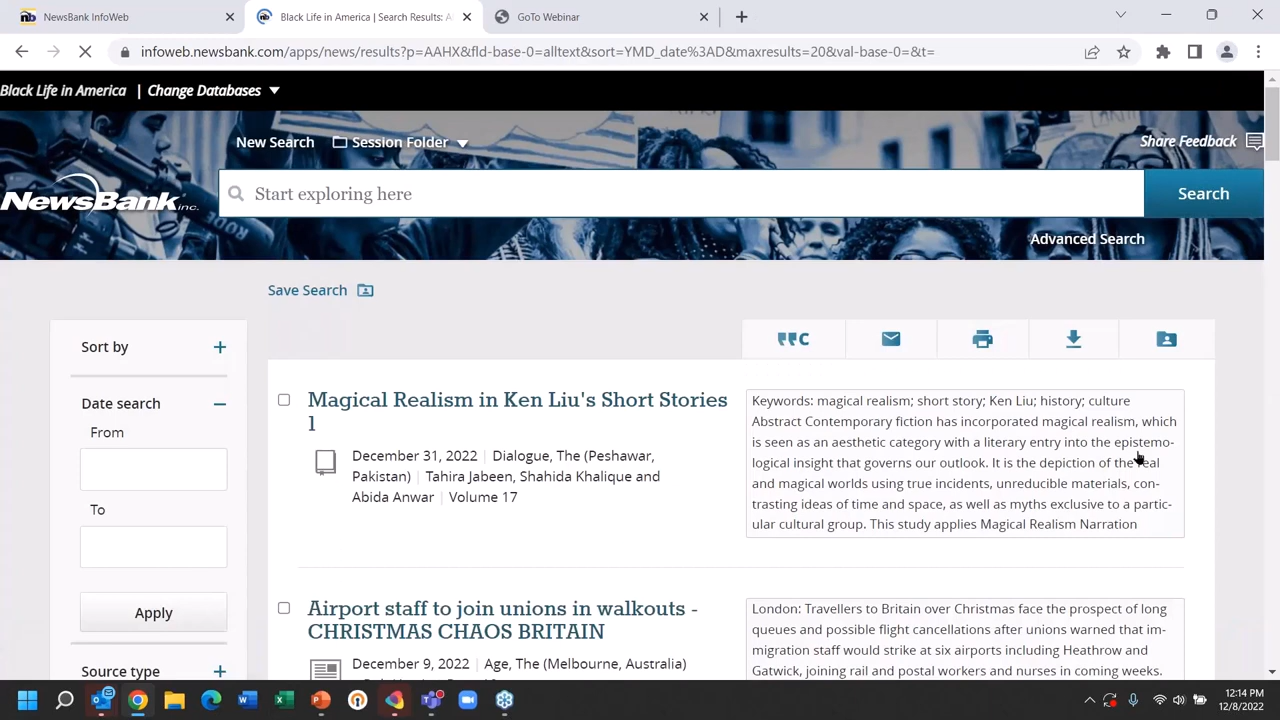 NewsBank InfoWeb
Black Life in America | Search Results: A
GoTo Webinar
infoweb.newsbank.com/apps/news/results?p=AAHX&fld-base-0=alltext&sort=YMD_date%3AD&maxresults=20&val-base-0=&t=
Black Life in America | Change Databases
New Search Session Folder
Share Feedback
NewsBank inc.
Start exploring here
Search
Advanced Search
Save Search
Sort by
Date search
From
To
Apply
Source type
Magical Realism in Ken Liu's Short Stories
1
December 31, 2022 | Dialogue, The (Peshawar,
Pakistan) | Tahira Jabeen, Shahida Khalique and
Abida Anwar | Volume 17
Keywords: magical realism; short story; Ken Liu; history; culture
Abstract Contemporary fiction has incorporated magical realism, which
is seen as an aesthetic category with a literary entry into the epistemo-
logical insight that governs our outlook. It is the depiction of the real
and magical worlds using true incidents, unreducible materials, con-
trasting ideas of time and space, as well as myths exclusive to a partic-
ular cultural group. This study applies Magical Realism Narration
Airport staff to join unions in walkouts -
CHRISTMAS CHAOS BRITAIN
December 9, 2022 | Age, The (Melbourne, Australia)
London: Travellers to Britain over Christmas face the prospect of long
queues and possible flight cancellations after unions warned that im-
migration staff would strike at six airports including Heathrow and
Gatwick, joining rail and postal workers and nurses in coming weeks.
12:14 PM
12/8/2022